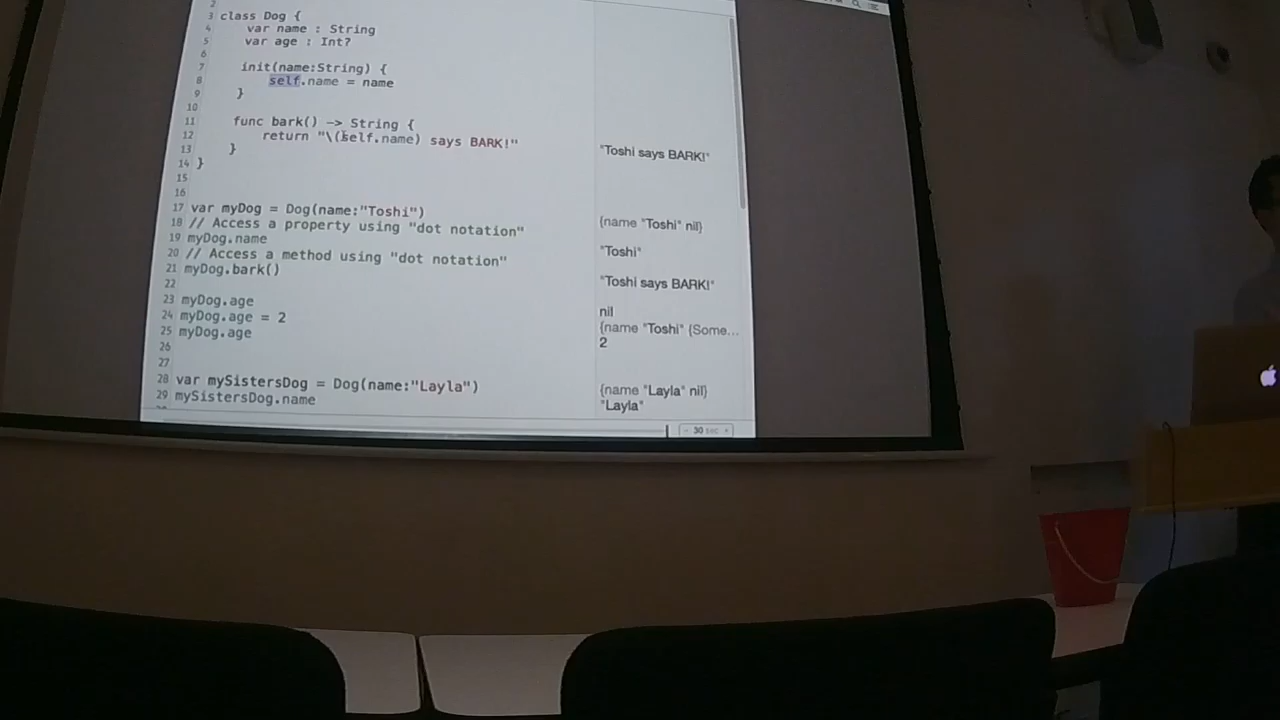 2
3 class Dog {
4 var name : String
5 var age : Int?
6
7 init(name:String) {
8 self.name = name
9 }
10
11 func bark() -> String {
12 return "\(self.name) says BARK!"
13 } "Toshi says BARK!"
14 }
15
16
17 var myDog = Dog(name:"Toshi") {name "Toshi" nil}
18 // Access a property using "dot notation"
19 myDog.name "Toshi"
20 // Access a method using "dot notation"
21 myDog.bark() "Toshi says BARK!"
22
23 myDog.age nil
24 myDog.age = 2 {name "Toshi" {Some...
25 myDog.age 2
26
27
28 var mySistersDog = Dog(name:"Layla") {name "Layla" nil}
29 mySistersDog.name "Layla"
- 30 sec +